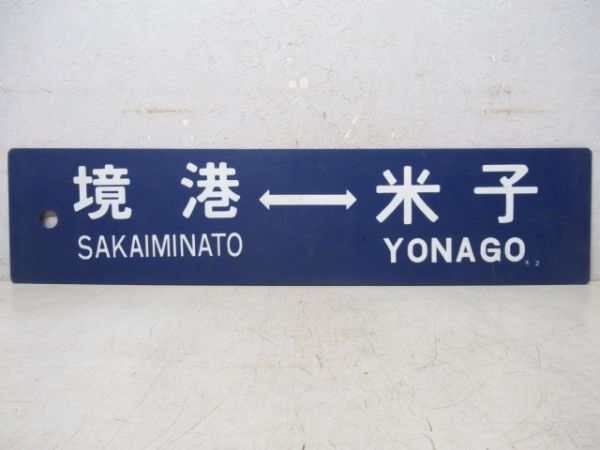 境港 ↔ 米子
SAKAIMINATO YONAGO